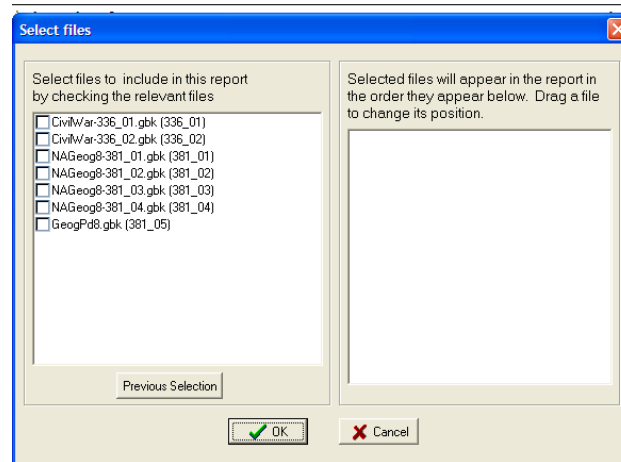 Select files
Select files to include in this report
by checking the relevant files
CivilWar-336_01.gbk (336_01)
CivilWar-336_02.gbk (336_02)
NAGeog8-381_01.gbk (381_01)
NAGeog8-381_02.gbk (381_02)
NAGeog8-381_03.gbk (381_03)
NAGeog8-381_04.gbk (381_04)
GeogPd8.gbk (381_05)
Previous Selection
Selected files will appear in the report in
the order they appear below. Drag a file
to change its position.
OK
Cancel